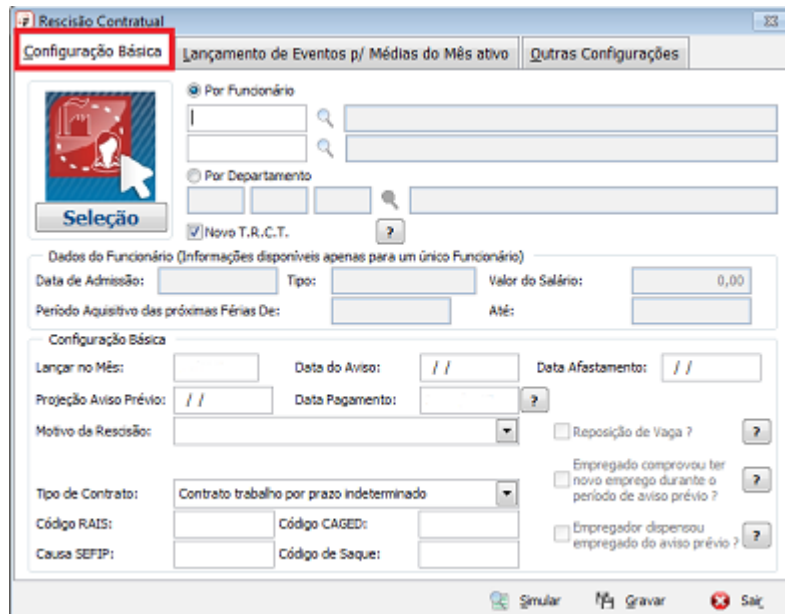 Rescisão Contratual
Configuração Básica
Lançamento de Eventos p/ Médias do Mês ativo
Outras Configurações
Por Funcionário
Por Departamento
Seleção
Novo T.R.C.T.
?
Dados do Funcionário (Informações disponíveis apenas para um único Funcionário)
Data de Admissão:
Tipo:
Valor do Salário:
0,00
Período Aquisitivo das próximas Férias De:
Até:
Configuração Básica
Lançar no Mês:
Data do Aviso:
/ /
Data Afastamento:
/ /
Projeção Aviso Prévio:
/ /
Data Pagamento:
?
Motivo da Rescisão:
Reposição de Vaga ?
?
Empregado comprovou ter
novo emprego durante o
período de aviso prévio ?
?
Tipo de Contrato:
Contrato trabalho por prazo indeterminado
Código RAIS:
Código CAGED:
Empregador dispensou
empregado do aviso prévio ?
?
Causa SEFIP:
Código de Saque:
Simular
Gravar
Sair